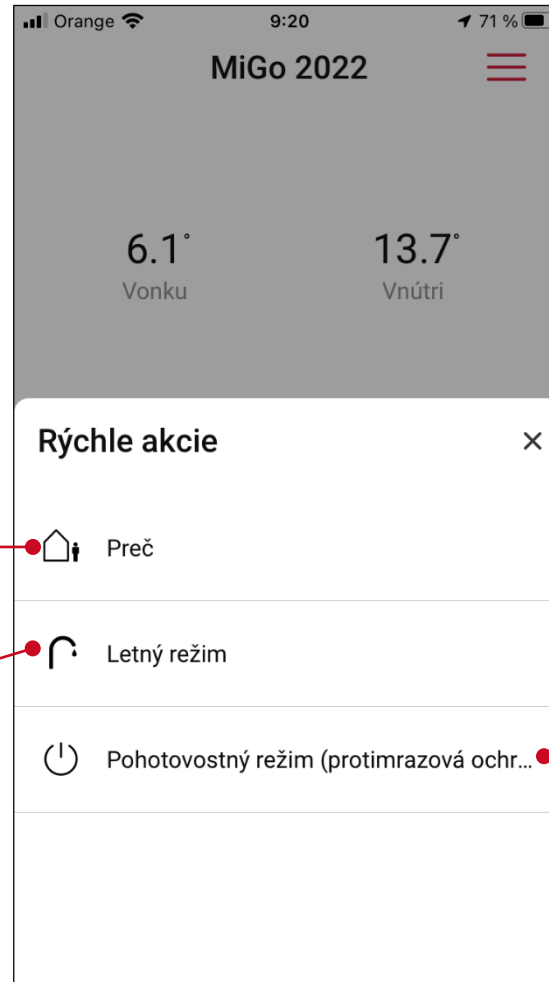 Orange 9:20 71 %
MiGo 2022
6.1° 13.7°
Vonku Vnútri
Rýchle akcie
Preč
Letný režim
Pohotovostný režim (protimrazová ochr...